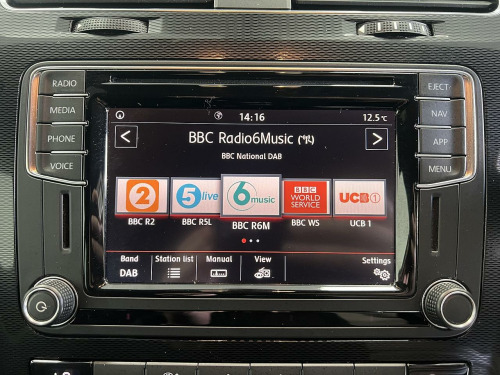 RADIO
MEDIA
PHONE
VOICE
EJECT
NAV
APP
MENU
14:16
12.5 °C
BBC Radio6Music
BBC National DAB
2
5 live
6 music
BBC WORLD SERVICE
UCB 1
BBC R2
BBC R5L
BBC R6M
BBC WS
UCB 1
Band
DAB
Station list
Manual
View
Settings